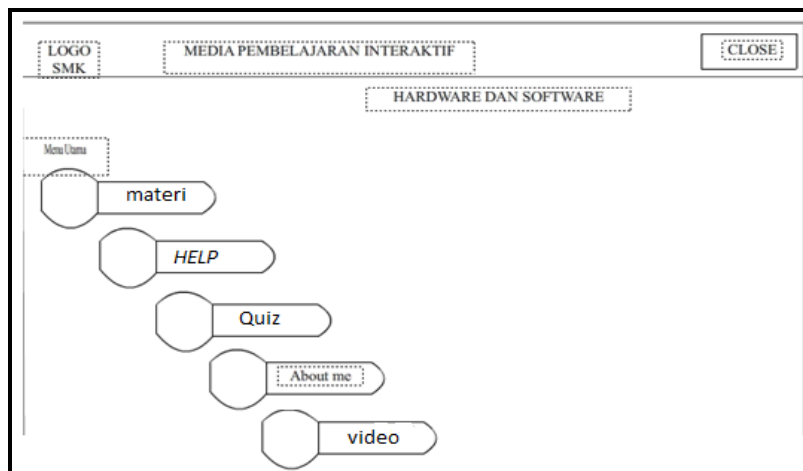 LOGO
SMK
MEDIA PEMBELAJARAN INTERAKTIF
CLOSE
HARDWARE DAN SOFTWARE
Menu Utama
materi
HELP
Quiz
About me
video